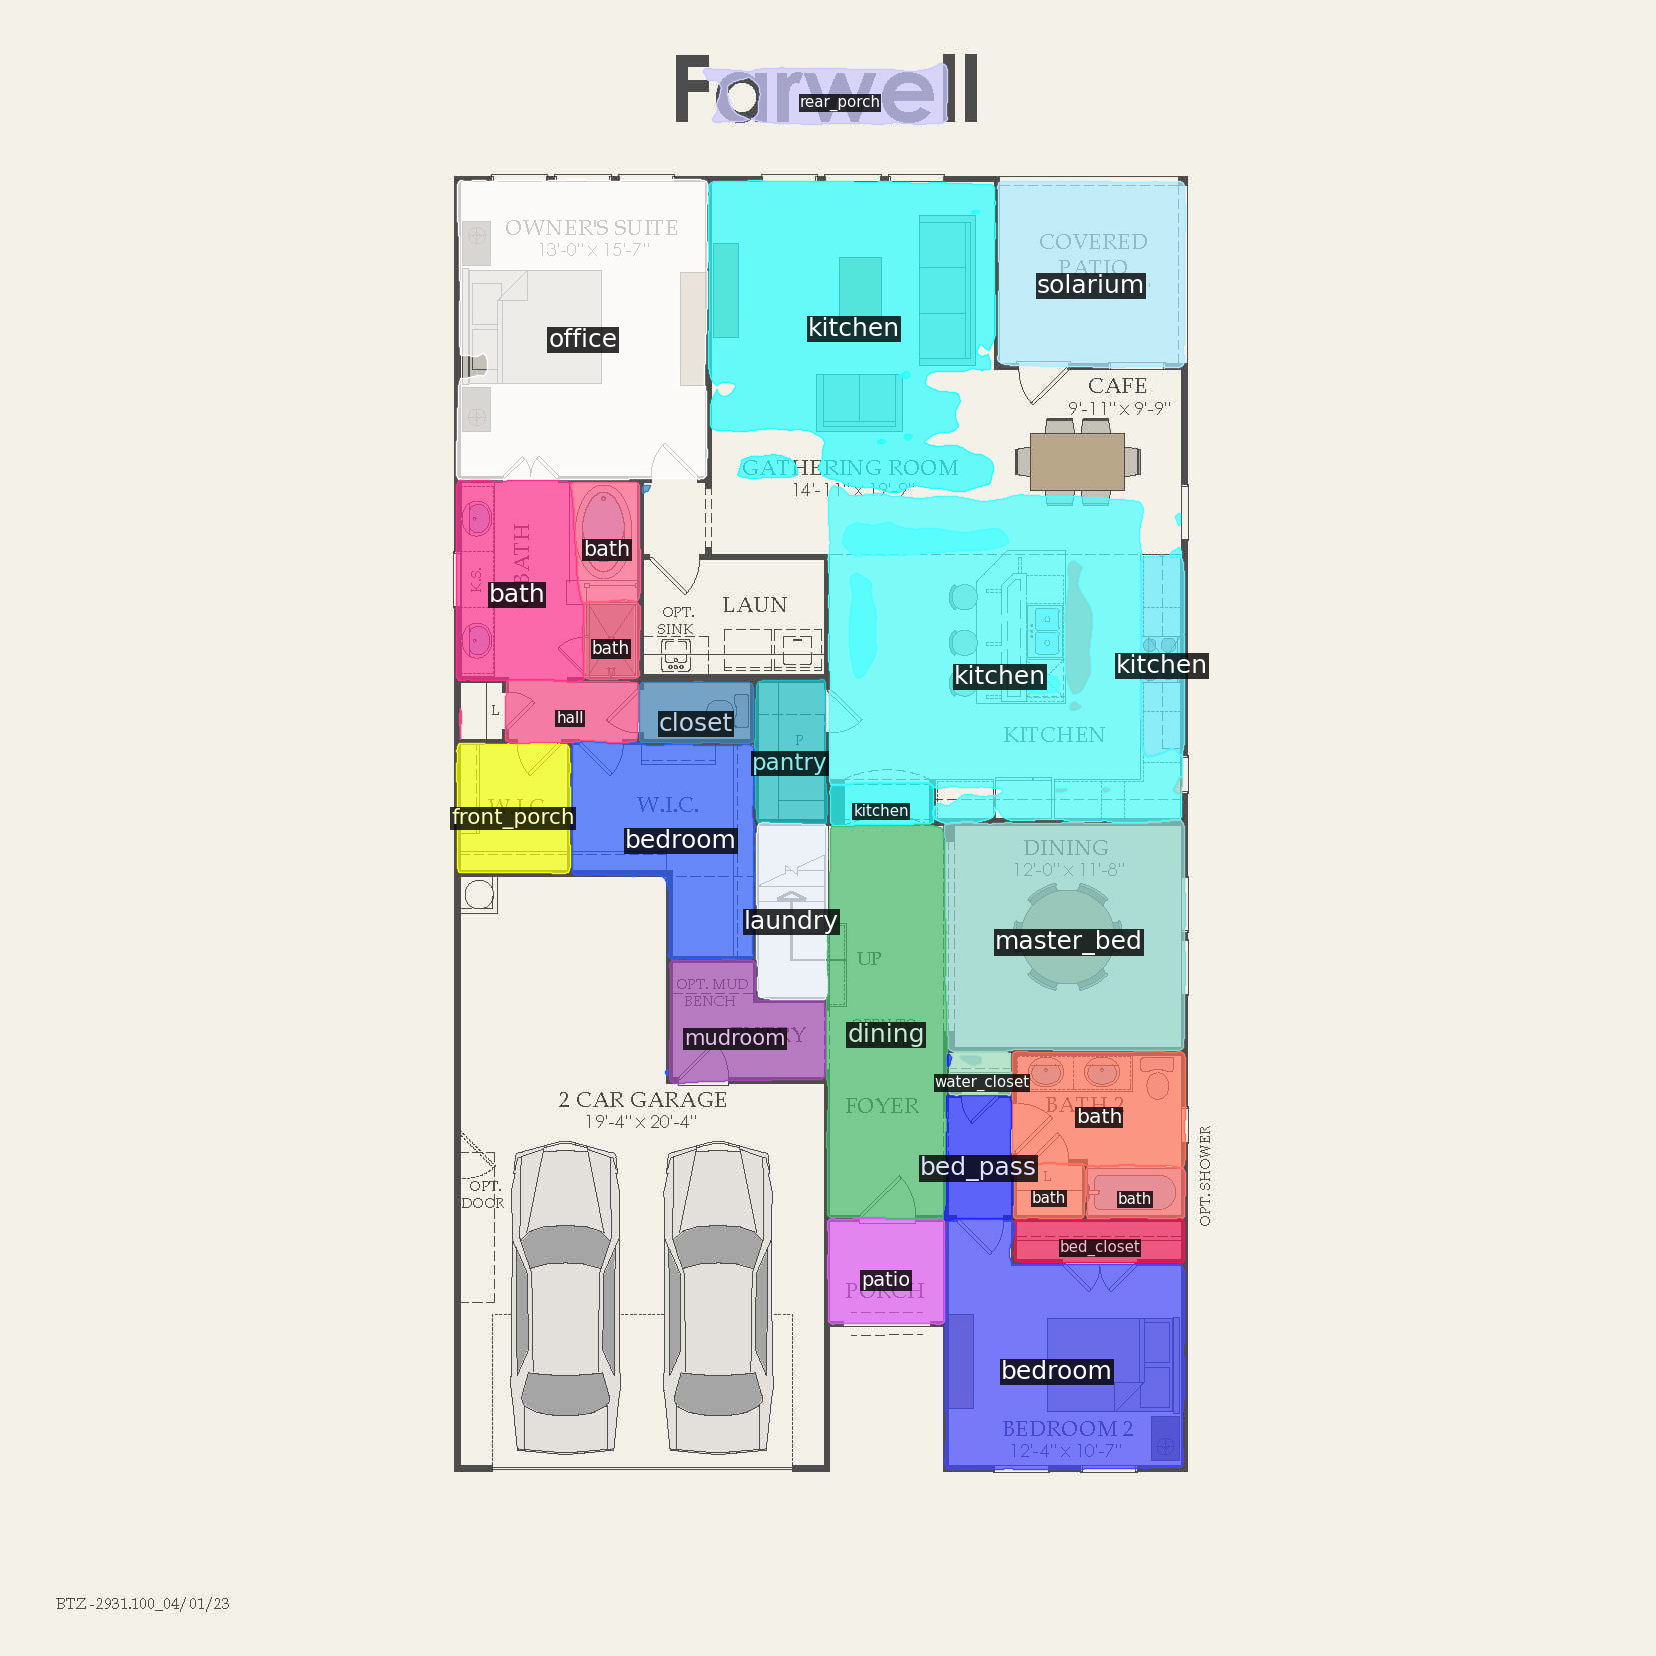 Farwell
rear_porch
OWNER'S SUITE
13'-0" x 15'-7"
office
kitchen
COVERED
PATIO
solarium
CAFE
9'-11" x 9'-9"
GATHERING ROOM
14'-11" x 19'-9"
BATH
K.S.
bath
bath
bath
OPT.
SINK
LAUN
kitchen
kitchen
KITCHEN
L
hall
closet
P
pantry
W.I.C.
front_porch
W.I.C.
bedroom
kitchen
DINING
12'-0" x 11'-8"
master_bed
laundry
UP
OPT. MUD
BENCH
mudroom
dining
FOYER
water_closet
BATH 2
bath
bed_pass
L
bath
bath
OPT. SHOWER
2 CAR GARAGE
19'-4" x 20'-4"
OPT.
DOOR
bed_closet
patio
PORCH
bedroom
BEDROOM 2
12'-4" x 10'-7"
BTZ-2931.100_04/01/23